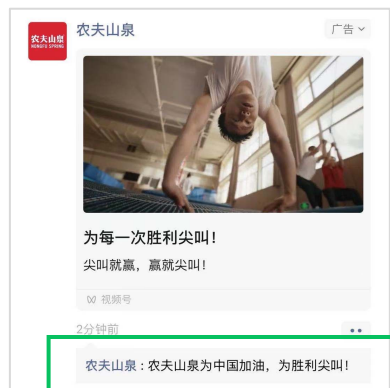 农夫山泉
广告
农夫山泉
NONGFU SPRING
为每一次胜利尖叫!
尖叫就赢，赢就尖叫!
视频号
2分钟前
农夫山泉：农夫山泉为中国加油，为胜利尖叫!